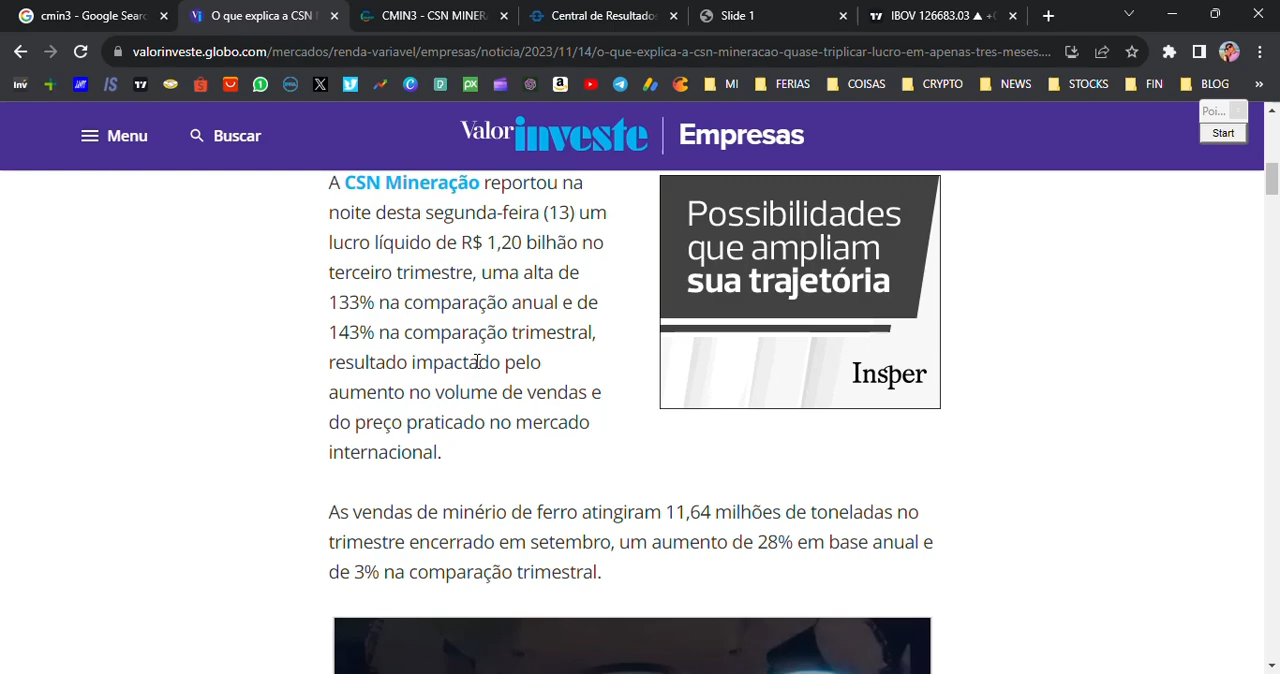 cmin3 - Google Searc
O que explica a CSN
CMIN3 - CSN MINERA
Central de Resultados
Slide 1
IBOV 126683.03 ▲ +
valorinveste.globo.com/mercados/renda-variavel/empresas/noticia/2023/11/14/o-que-explica-a-csn-mineracao-quase-triplicar-lucro-em-apenas-tres-meses....
MI
FERIAS
COISAS
CRYPTO
NEWS
STOCKS
FIN
BLOG
»
Menu
Buscar
Valor investe
Empresas
Poi...
Start
A CSN Mineração reportou na
noite desta segunda-feira (13) um
lucro líquido de R$ 1,20 bilhão no
terceiro trimestre, uma alta de
133% na comparação anual e de
143% na comparação trimestral,
resultado impactado pelo
aumento no volume de vendas e
do preço praticado no mercado
internacional.
Possibilidades
que ampliam
sua trajetória
Insper
As vendas de minério de ferro atingiram 11,64 milhões de toneladas no
trimestre encerrado em setembro, um aumento de 28% em base anual e
de 3% na comparação trimestral.